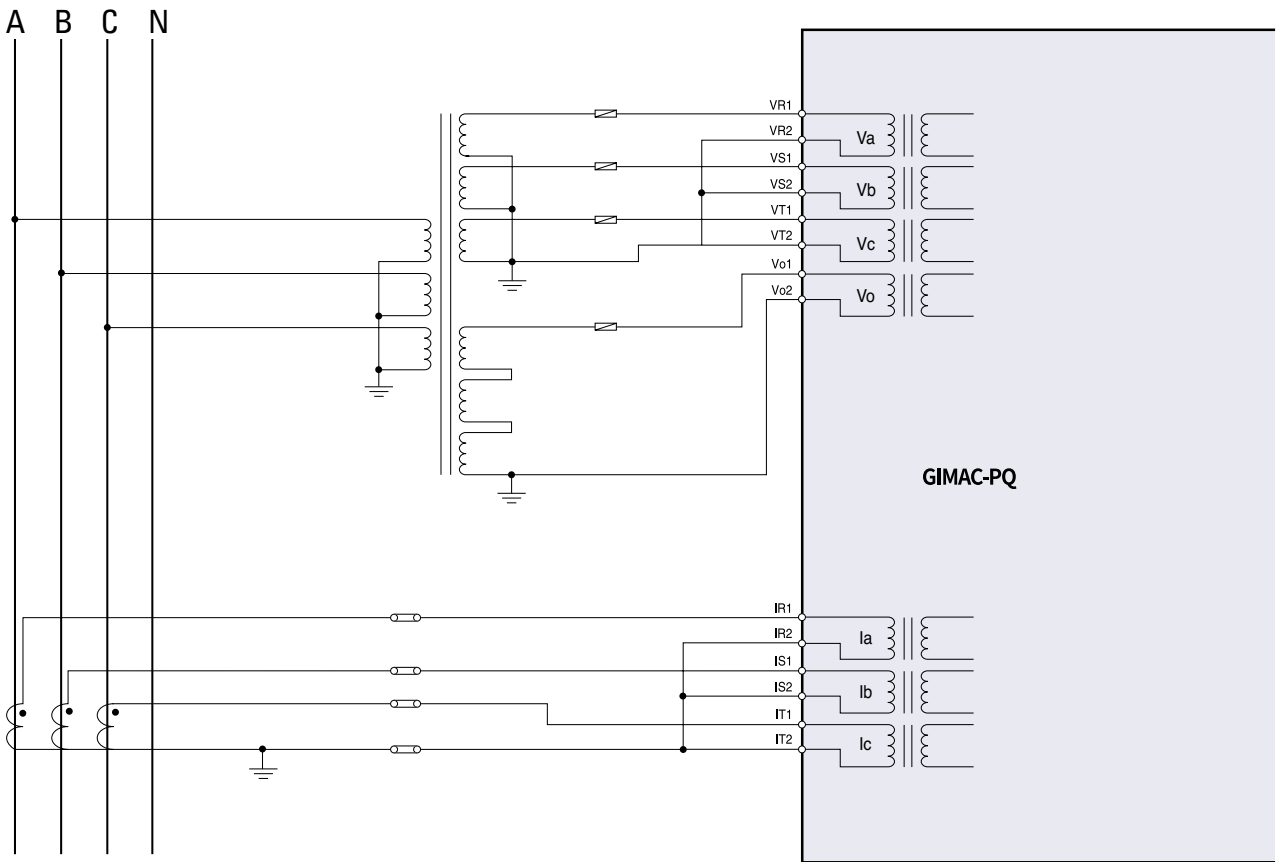 A B C N
VR1
VR2
Va
VS1
VS2
Vb
VT1
VT2
Vc
Vo1
Vo2
Vo
GIMAC-PQ
IR1
IR2
Ia
IS1
IS2
Ib
IT1
IT2
Ic